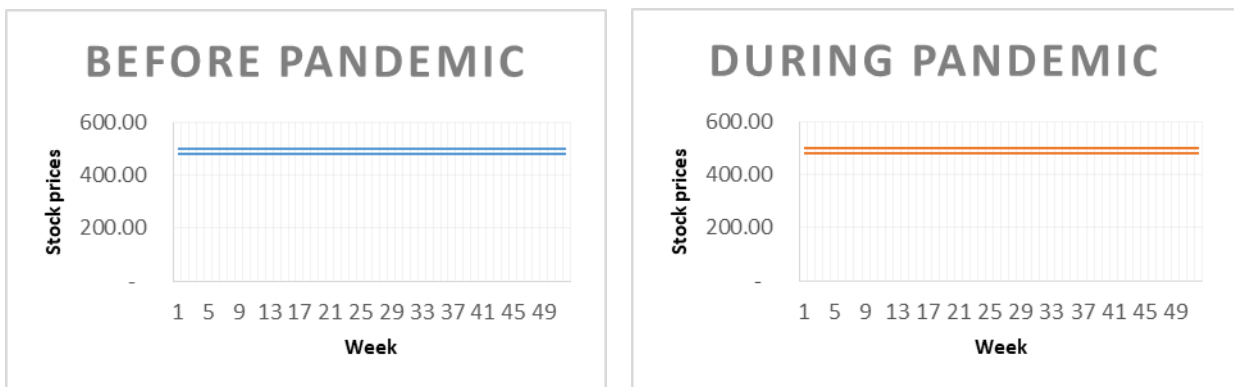 BEFORE PANDEMIC
600.00
400.00
200.00
-
Stock prices
1 5 9 13 17 21 25 29 33 37 41 45 49
Week
DURING PANDEMIC
600.00
400.00
200.00
-
Stock prices
1 5 9 13 17 21 25 29 33 37 41 45 49
Week